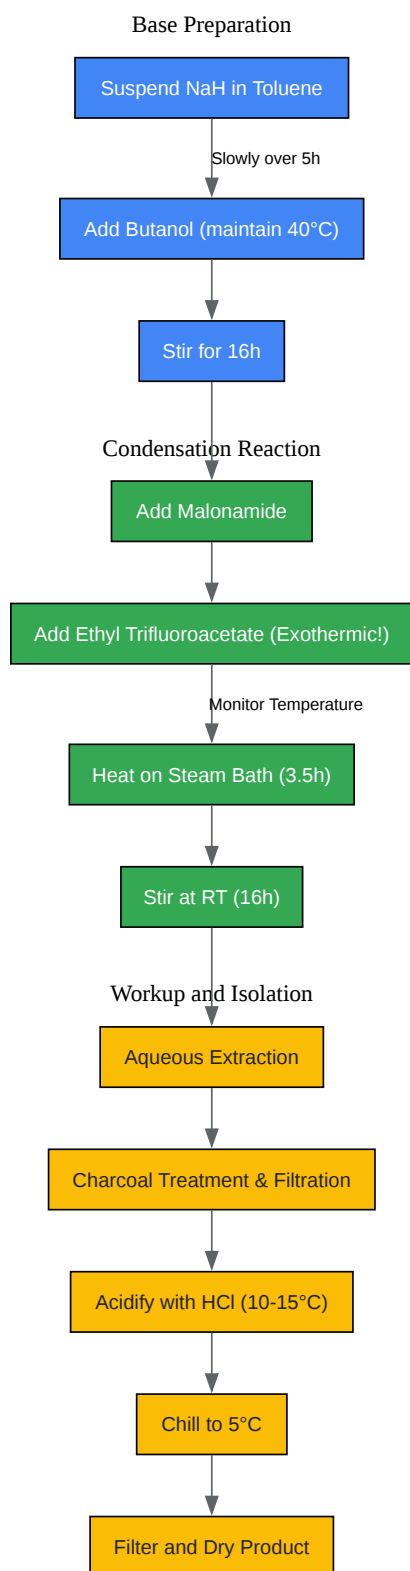 Base Preparation
Suspend NaH in Toluene
Slowly over 5h
Add Butanol (maintain 40°C)
Stir for 16h
Condensation Reaction
Add Malonamide
Add Ethyl Trifluoroacetate (Exothermic!)
Monitor Temperature
Heat on Steam Bath (3.5h)
Stir at RT (16h)
Workup and Isolation
Aqueous Extraction
Charcoal Treatment & Filtration
Acidify with HCl (10-15°C)
Chill to 5°C
Filter and Dry Product